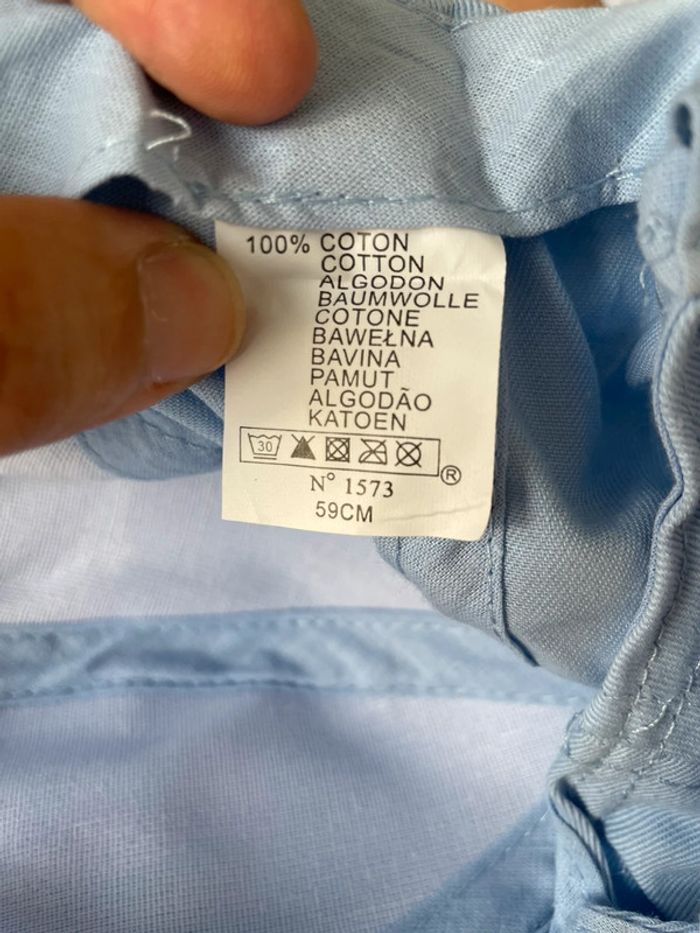 100% COTON
COTTON
ALGODON
BAUMWOLLE
COTONE
BAWEŁNA
BAVINA
PAMUT
ALGODÃO
KATOEN
30
®
N° 1573
59CM